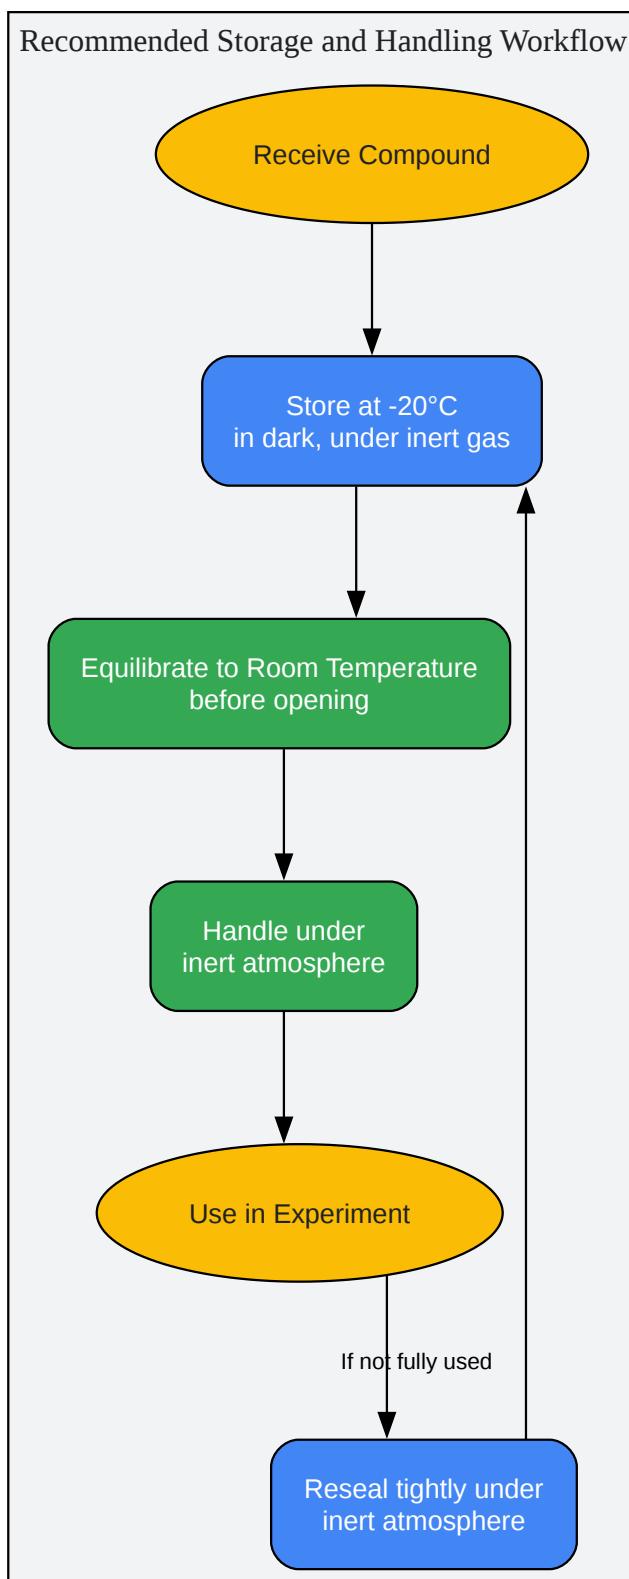 Recommended Storage and Handling Workflow
Receive Compound
Store at -20°C
in dark, under inert gas
Equilibrate to Room Temperature
before opening
Handle under
inert atmosphere
Use in Experiment
If not fully used
Reseal tightly under
inert atmosphere